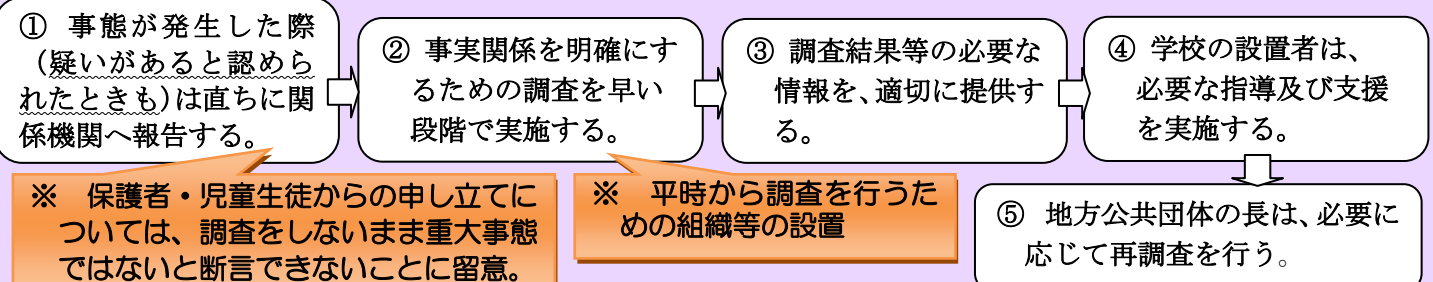 ① 事態が発生した際
(疑いがあると認めら
れたときも)は直ちに関
係機関へ報告する。
② 事実関係を明確にす
るための調査を早い
段階で実施する。
③ 調査結果等の必要な
情報を、適切に提供す
る。
④ 学校の設置者は、
必要な指導及び支援
を実施する。
※ 保護者・児童生徒からの申し立てに
ついては、調査をしないまま重大事態
ではないと断言できないことに留意。
※ 平時から調査を行うた
めの組織等の設置
⑤ 地方公共団体の長は、必要に
応じて再調査を行う。